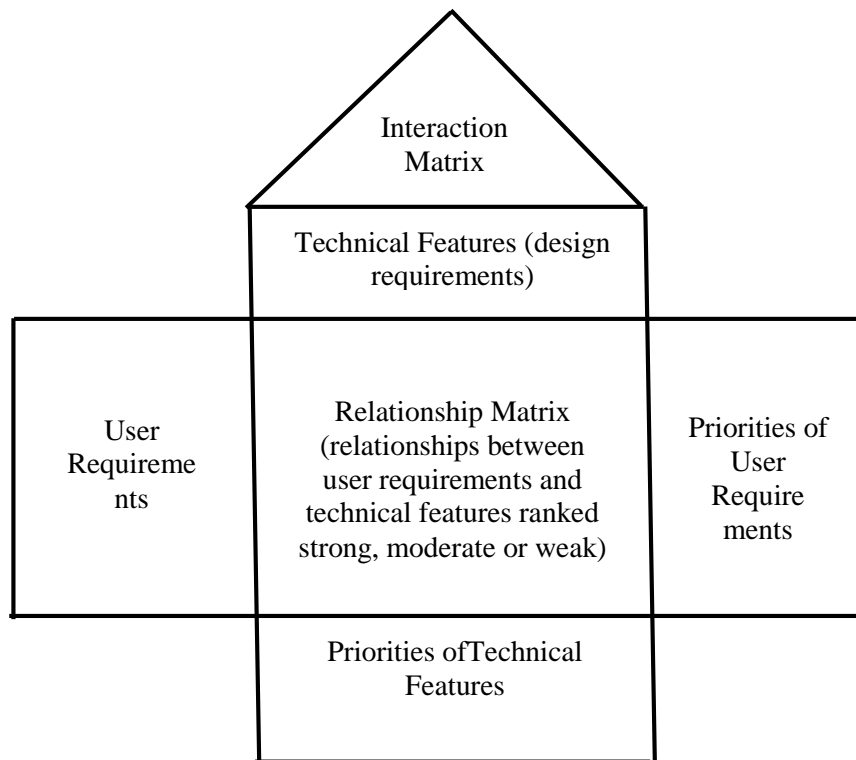 Interaction
Matrix
Technical Features (design
requirements)
User
Requireme
nts
Relationship Matrix
(relationships between
user requirements and
technical features ranked
strong, moderate or weak)
Priorities of
User
Require
ments
Priorities ofTechnical
Features